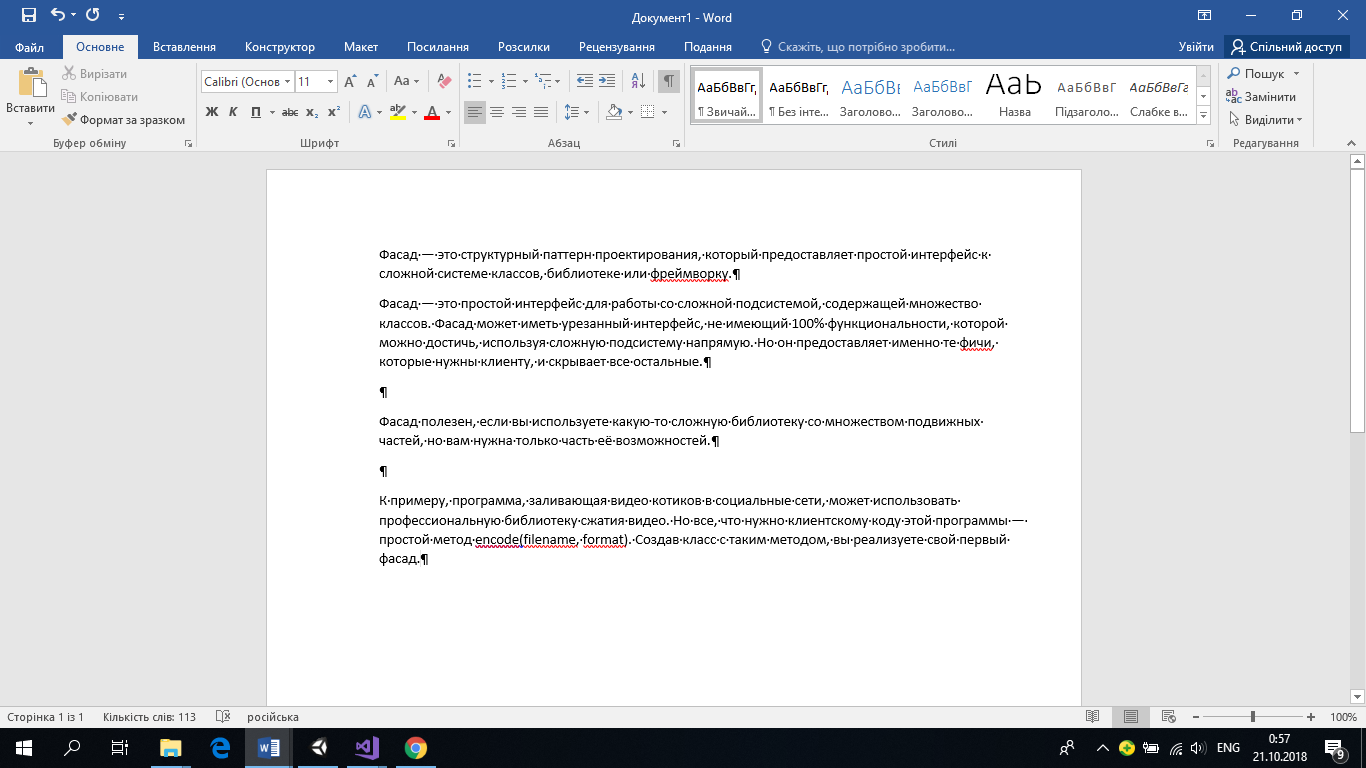 Документ1 - Word
Файл Основне Вставлення Конструктор Макет Посилання Розсилки Рецензування Подання Скажіть, що потрібно зробити... Увійти Спільний доступ
Вставити
Вирізати
Копіювати
Формат за зразком
Буфер обміну
Calibri (Основ 11
Ж К П abc x₂ x²
Шрифт
Абзац
АаБбВвГг, АаБбВвГг, АаБбВв АаБбВвГ АаЬ АаБбВвГ АаБбВвГг
¶ Звичай... ¶ Без інте... Заголово... Заголово... Назва Підзаголо... Слабке в...
Стилі
Пошук
Замінити
Виділити
Редагування
Фасад — это структурный паттерн проектирования, который предоставляет простой интерфейс к
сложной системе классов, библиотеке или фреймворку.¶
Фасад — это простой интерфейс для работы со сложной подсистемой, содержащей множество
классов. Фасад может иметь урезанный интерфейс, не имеющий 100% функциональности, которой
можно достичь, используя сложную подсистему напрямую. Но он предоставляет именно те фичи,
которые нужны клиенту, и скрывает все остальные.¶
¶
Фасад полезен, если вы используете какую-то сложную библиотеку со множеством подвижных
частей, но вам нужна только часть её возможностей.¶
¶
К примеру, программа, заливающая видео котиков в социальные сети, может использовать
профессиональную библиотеку сжатия видео. Но все, что нужно клиентскому коду этой программы —
простой метод encode(filename, format). Создав класс с таким методом, вы реализуете свой первый
фасад.¶
Сторінка 1 із 1 Кількість слів: 113 російська 100%
ENG
0:57
21.10.2018
9